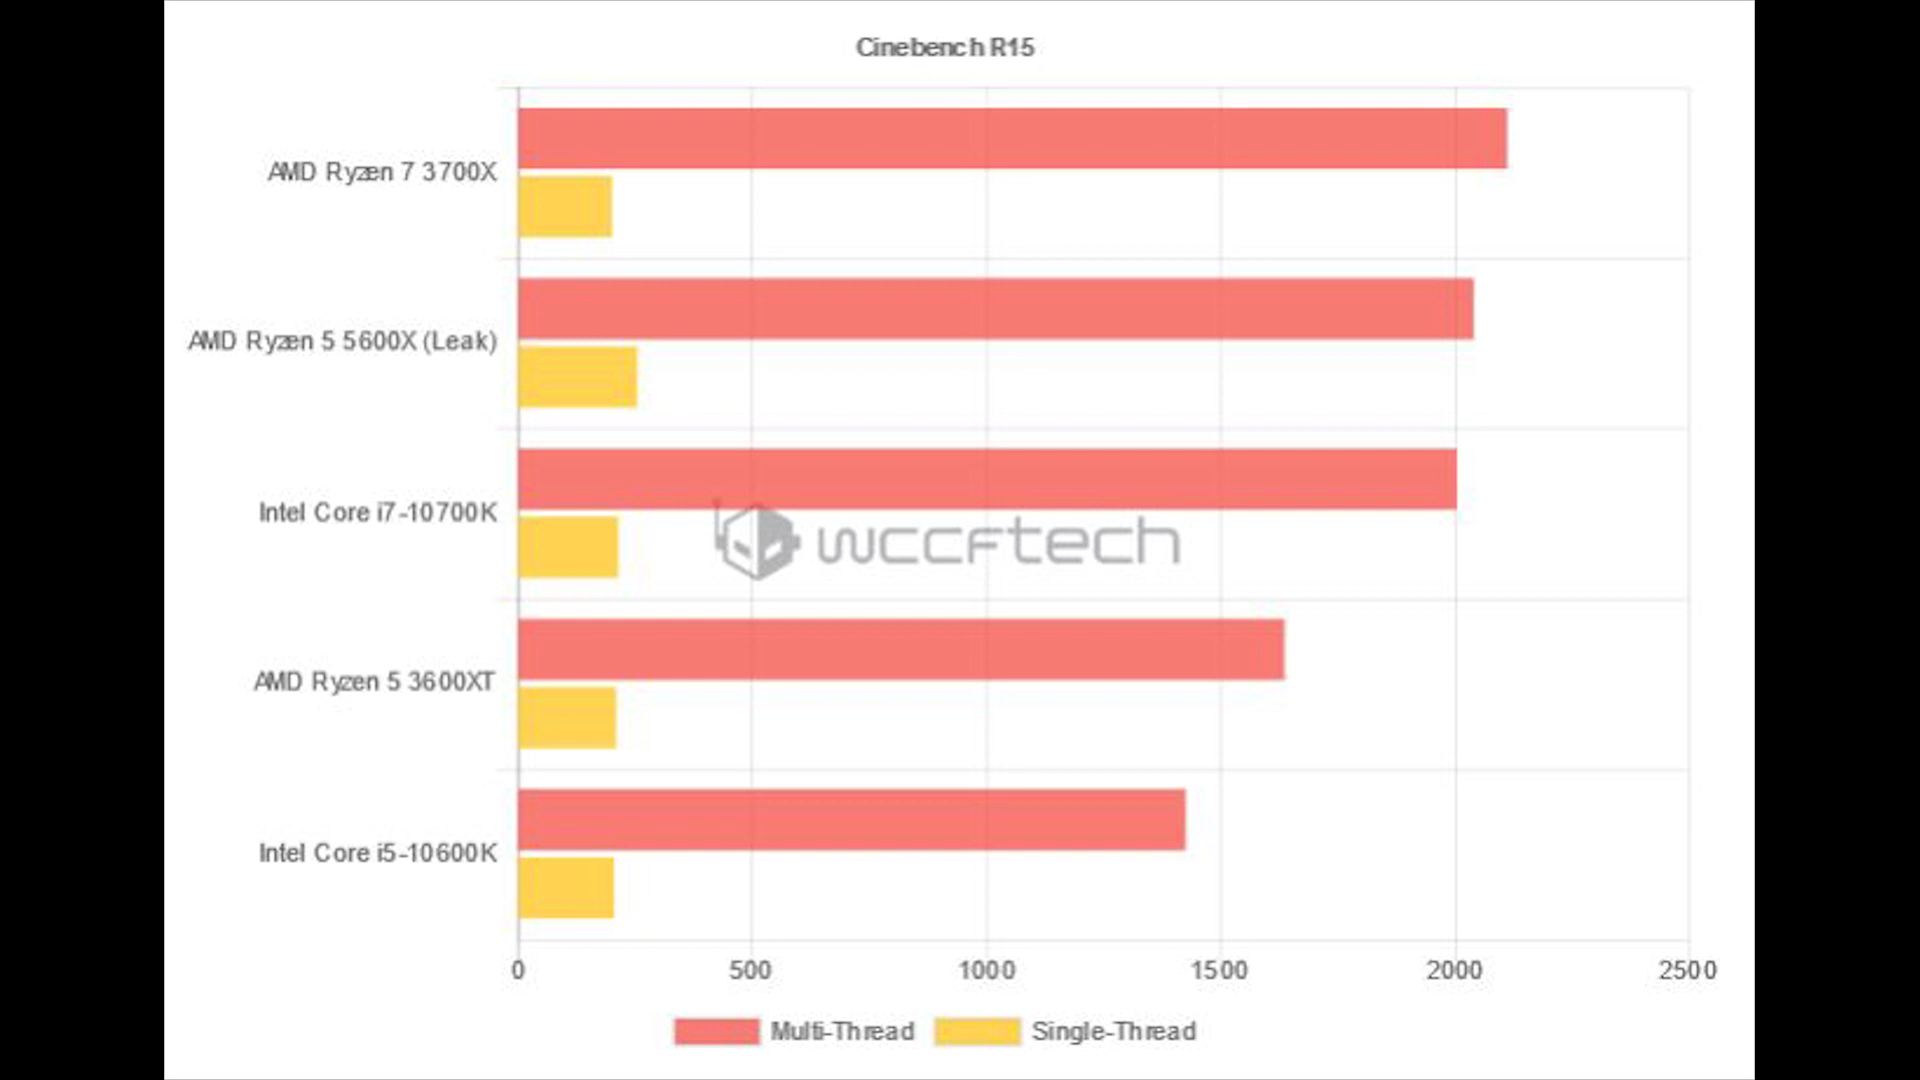 Cinebench R15
AMD Ryzen 7 3700X
AMD Ryzen 5 5600X (Leak)
Intel Core i7-10700K
wccftech
AMD Ryzen 5 3600XT
Intel Core i5-10600K
0 500 1000 1500 2000 2500
Multi-Thread Single-Thread